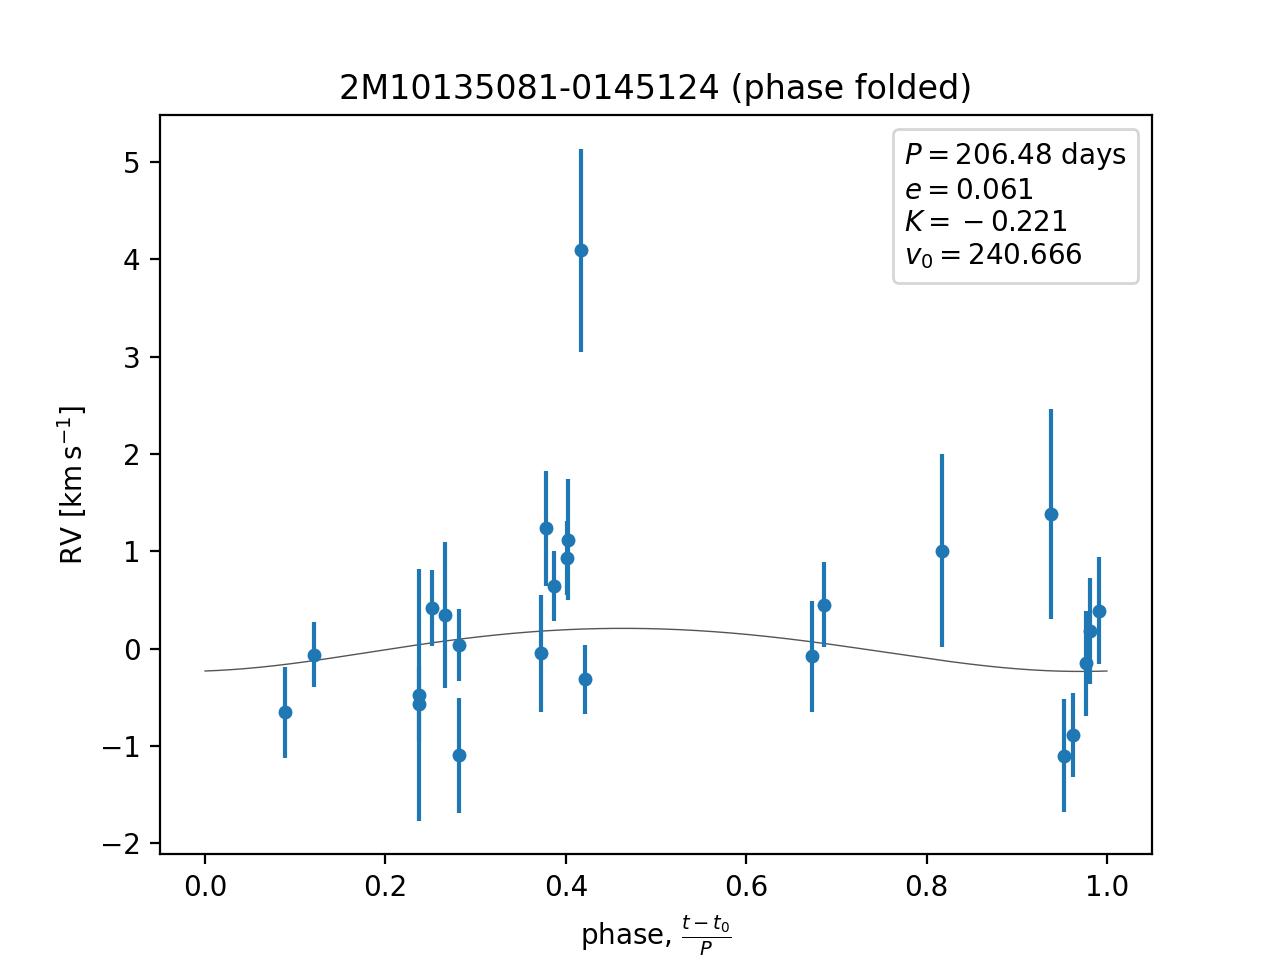 2M10135081-0145124 (phase folded)
P = 206.48 days
e = 0.061
K = −0.221
v₀ = 240.666
5
4
3
2
1
0
−1
−2
RV [km s⁻¹]
0.0 0.2 0.4 0.6 0.8 1.0
phase, (t − t₀)/P